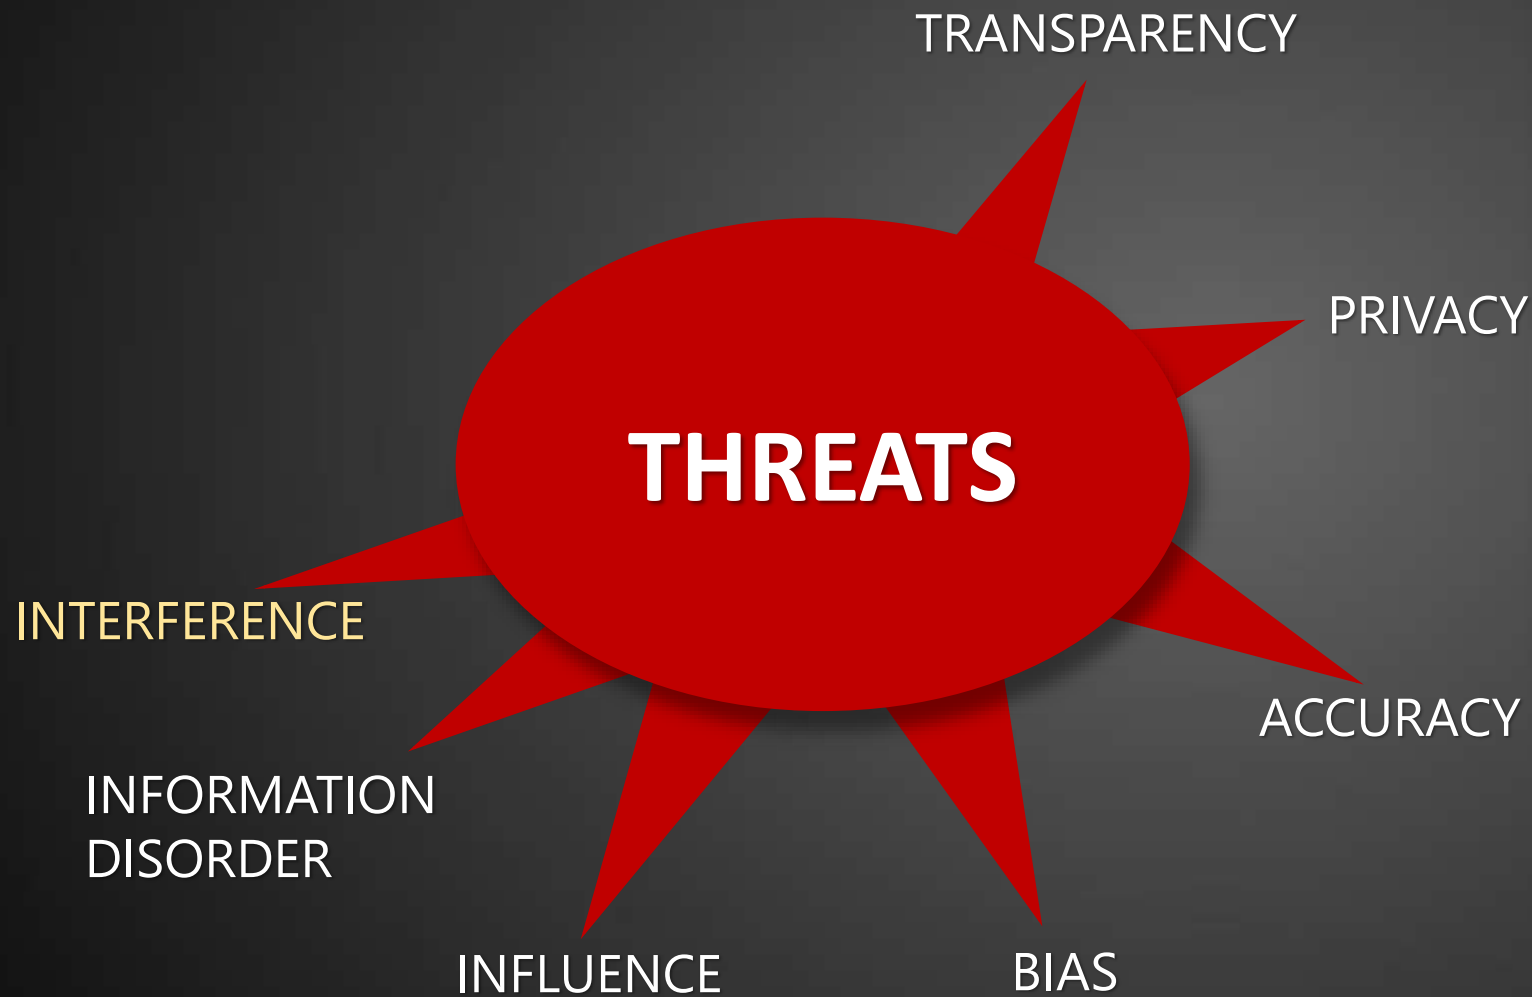 TRANSPARENCY
PRIVACY
THREATS
INTERFERENCE
ACCURACY
INFORMATION
DISORDER
INFLUENCE
BIAS